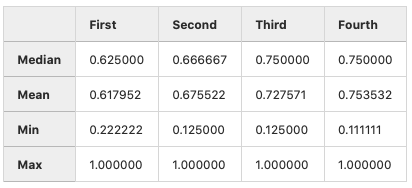 First Second Third Fourth
Median 0.625000 0.666667 0.750000 0.750000
Mean 0.617952 0.675522 0.727571 0.753532
Min 0.222222 0.125000 0.125000 0.111111
Max 1.000000 1.000000 1.000000 1.000000